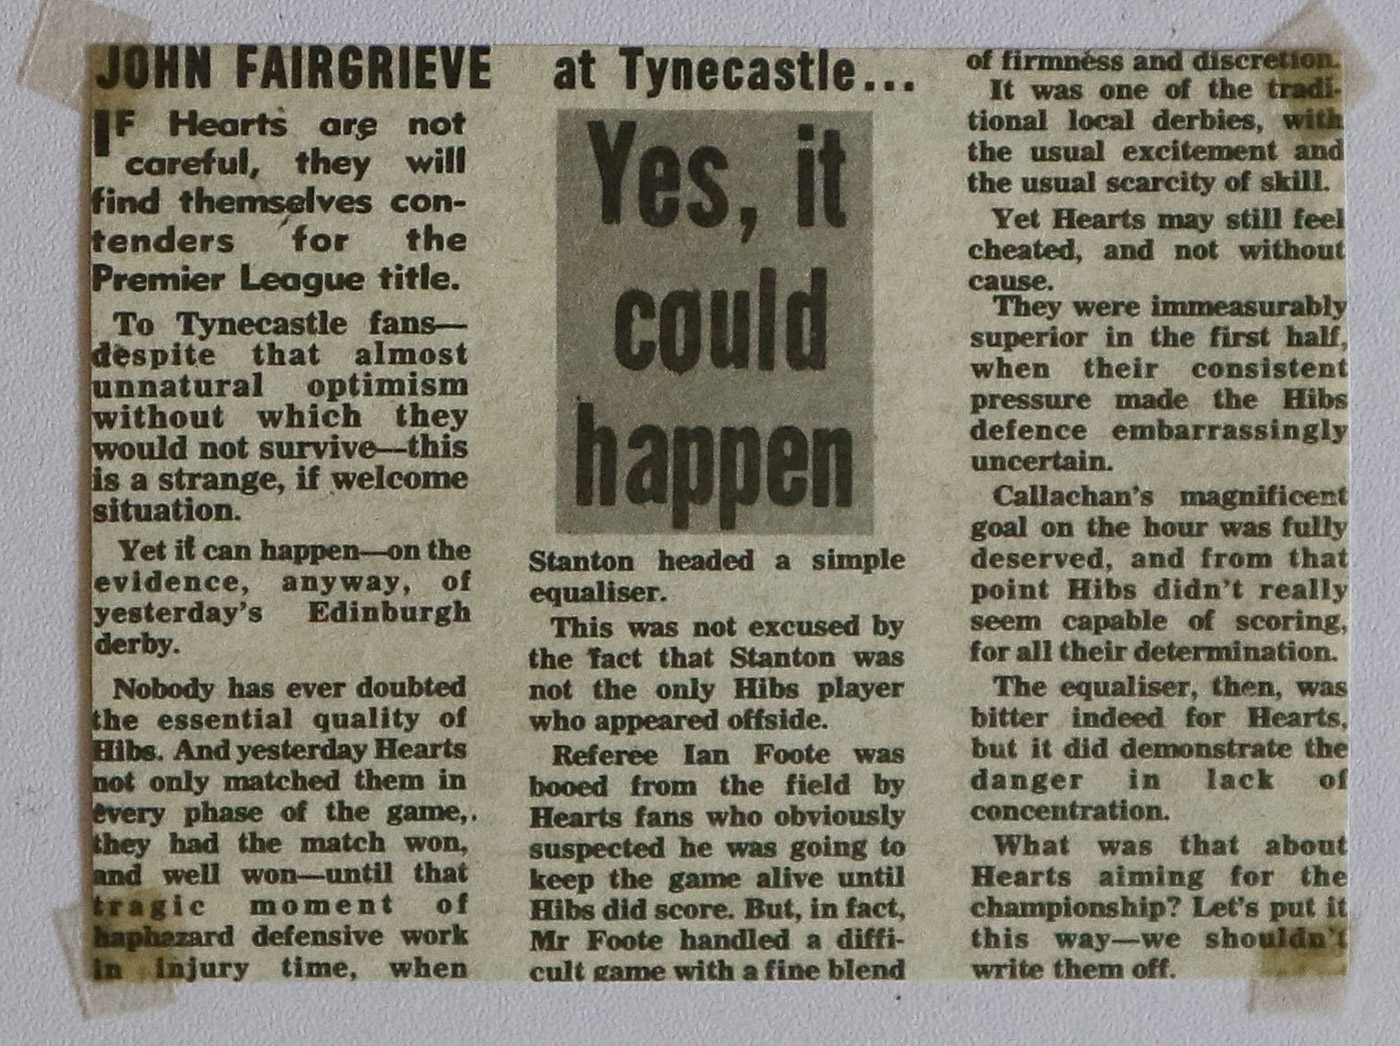 JOHN FAIRGRIEVE at Tynecastle...
IF Hearts are not
careful, they will
find themselves con-
tenders for the
Premier League title.
To Tynecastle fans—
despite that almost
unnatural optimism
without which they
would not survive—this
is a strange, if welcome
situation.
Yet it can happen—on the
evidence, anyway, of
yesterday's Edinburgh
derby.
Nobody has ever doubted
the essential quality of
Hibs. And yesterday Hearts
not only matched them in
every phase of the game,.
they had the match won,
and well won—until that
tragic moment of
haphazard defensive work
in injury time, when
Yes, it
could
happen
Stanton headed a simple
equaliser.
This was not excused by
the fact that Stanton was
not the only Hibs player
who appeared offside.
Referee Ian Foote was
booed from the field by
Hearts fans who obviously
suspected he was going to
keep the game alive until
Hibs did score. But, in fact,
Mr Foote handled a diffi-
cult game with a fine blend
of firmness and discretion.
It was one of the tradi-
tional local derbies, with
the usual excitement and
the usual scarcity of skill.
Yet Hearts may still feel
cheated, and not without
cause.
They were immeasurably
superior in the first half,
when their consistent
pressure made the Hibs
defence embarrassingly
uncertain.
Callachan's magnificent
goal on the hour was fully
deserved, and from that
point Hibs didn't really
seem capable of scoring,
for all their determination.
The equaliser, then, was
bitter indeed for Hearts,
but it did demonstrate the
danger in lack of
concentration.
What was that about
Hearts aiming for the
championship? Let's put it
this way—we shouldn't
write them off.